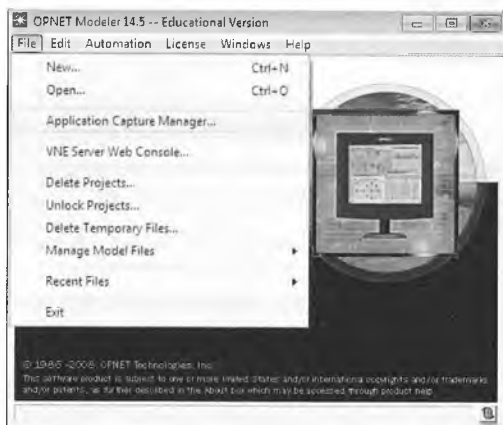 OPNET Modeler 14.5 -- Educational Version
File Edit Automation License Windows Help
New... Ctrl+N
Open... Ctrl+O
Application Capture Manager...
VNE Server Web Console...
Delete Projects...
Unlock Projects...
Delete Temporary Files...
Manage Model Files
Recent Files
Exit
© 1986-2008 OPNET Technologies, Inc.
This software product is subject to one or more United States and/or international copyrights and/or trademarks
and/or patents, as further described in the About box which may be accessed through product help.